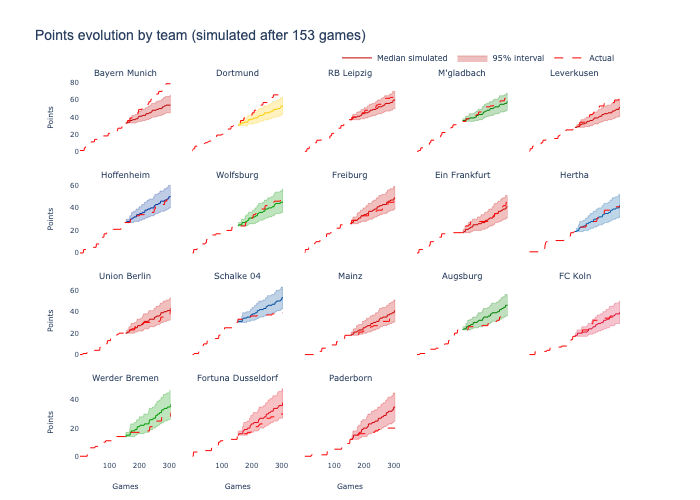 Points evolution by team (simulated after 153 games)
Median simulated 95% interval Actual
Bayern Munich Dortmund RB Leipzig M'gladbach Leverkusen
80
60
40
20
0
Points
Hoffenheim Wolfsburg Freiburg Ein Frankfurt Hertha
60
40
20
0
Points
Union Berlin Schalke 04 Mainz Augsburg FC Koln
60
40
20
0
Points
Werder Bremen Fortuna Dusseldorf Paderborn
40
20
0
Points
100 200 300 100 200 300 100 200 300
Games Games Games